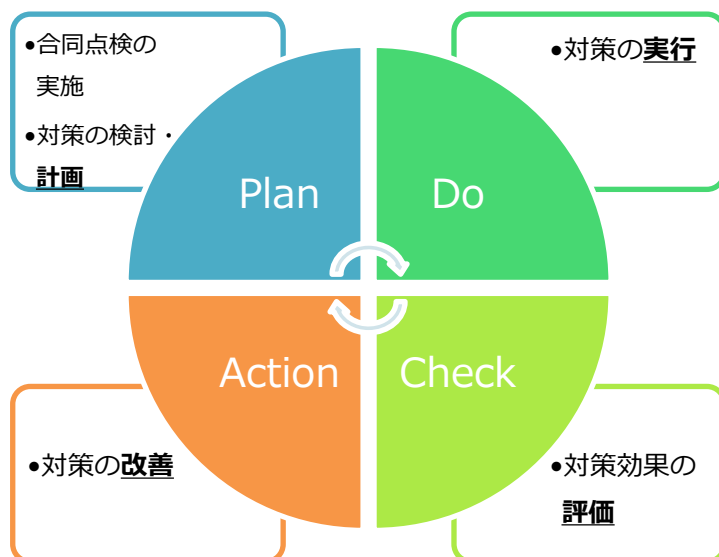 ●合同点検の
実施
●対策の検討・
計画
Plan
●対策の実行
Do
Action
●対策の改善
Check
●対策効果の
評価